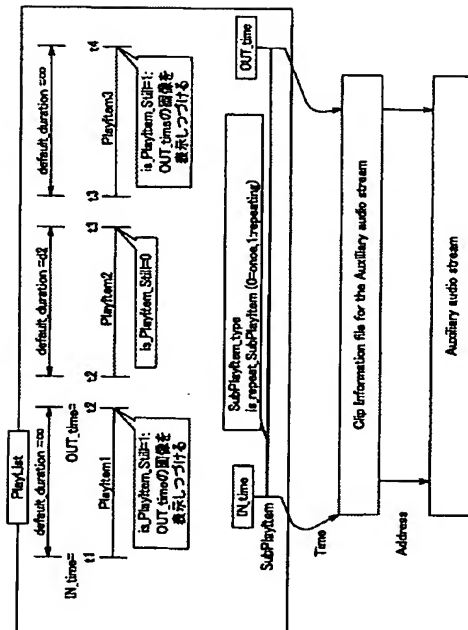 PlayList
default_duration =∞
default_duration =d2
default_duration =∞
IN_time=
OUT_time=
t1
t2
t2
t3
t3
t4
PlayItem1
PlayItem2
PlayItem3
is_PlayItem_Still=1:
OUT_timeの画像を
表示しつづける
is_PlayItem_Still=0
is_PlayItem_Still=1:
OUT_timeの画像を
表示しつづける
IN_time
SubPlayItem_type
is_repeat_SubPlayItem (0=once,1:repeating)
OUT_time
SubPlayItem
Time
Clip Information file for the Auxiliary audio stream
Address
Auxiliary audio stream